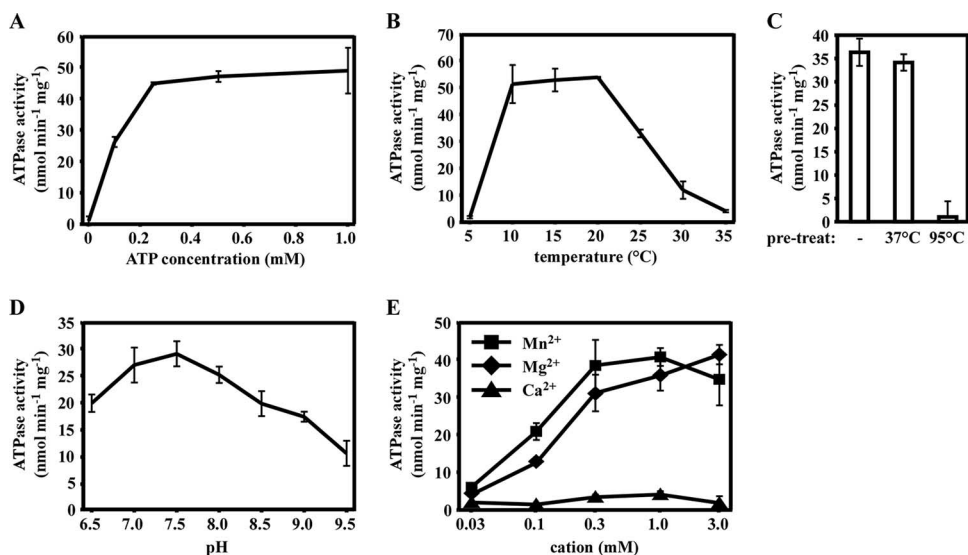 A
ATPase activity
(nmol min⁻¹ mg⁻¹)
60
50
40
30
20
10
0
0 0.2 0.4 0.6 0.8 1.0
ATP concentration (mM)
B
ATPase activity
(nmol min⁻¹ mg⁻¹)
70
60
50
40
30
20
10
0
5 10 15 20 25 30 35
temperature (°C)
C
ATPase activity
(nmol min⁻¹ mg⁻¹)
40
35
30
25
20
35
10
5
0
pre-treat: - 37°C 95°C
D
ATPase activity
(nmol min⁻¹ mg⁻¹)
35
30
25
20
15
10
5
0
6.5 7.0 7.5 8.0 8.5 9.0 9.5
pH
E
ATPase activity
(nmol min⁻¹ mg⁻¹)
50
40
30
20
10
0
Mn²⁺
Mg²⁺
Ca²⁺
0.03 0.1 0.3 1.0 3.0
cation (mM)